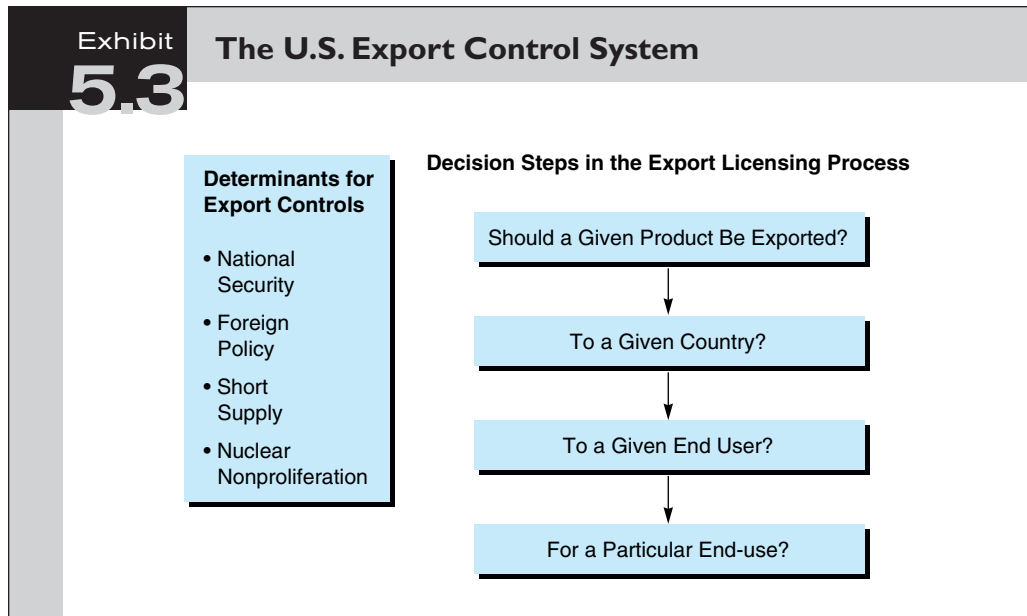 Exhibit
5.3
The U.S. Export Control System
Determinants for
Export Controls
• National
Security
• Foreign
Policy
• Short
Supply
• Nuclear
Nonproliferation
Decision Steps in the Export Licensing Process
Should a Given Product Be Exported?
To a Given Country?
To a Given End User?
For a Particular End-use?